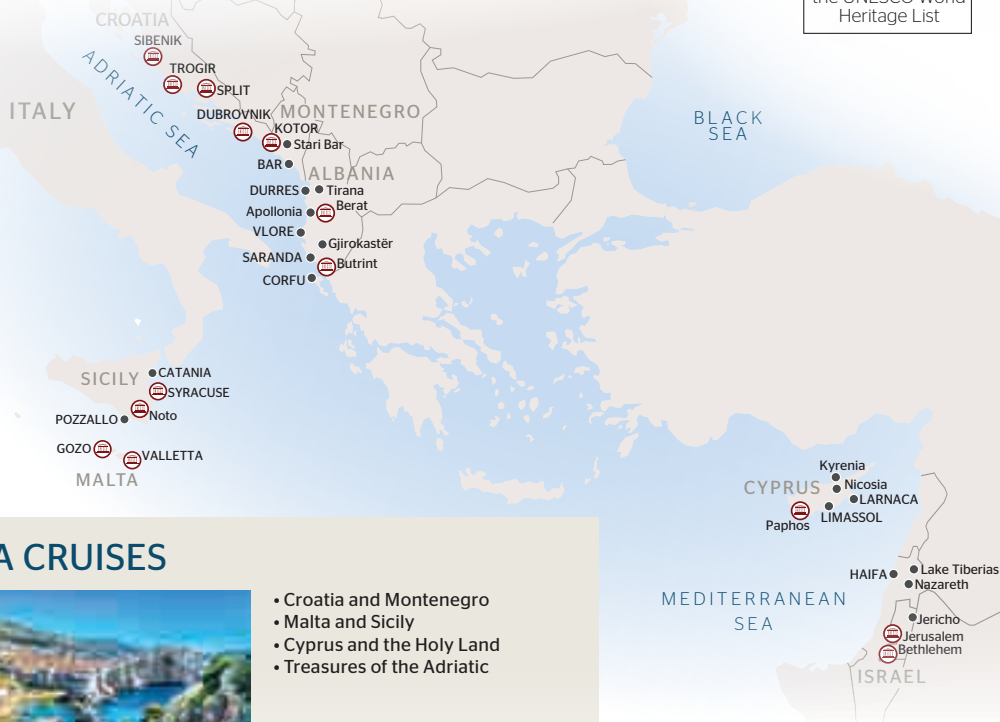 the UNESCO World
Heritage List
CROATIA
SIBENIK
TROGIR
SPLIT
ADRIATIC SEA
ITALY
DUBROVNIK
MONTENEGRO
KOTOR
Stari Bar
BAR
ALBANIA
DURRES
Tirana
Berat
Apollonia
VLORE
Gjirokastër
SARANDA
Butrint
CORFU
BLACK
SEA
SICILY
CATANIA
SYRACUSE
POZZALLO
Noto
GOZO
VALLETTA
MALTA
Kyrenia
CYPRUS
Nicosia
LARNACA
LIMASSOL
Paphos
HAIFA
Lake Tiberias
Nazareth
MEDITERRANEAN
SEA
Jericho
Jerusalem
Bethlehem
ISRAEL
A CRUISES
• Croatia and Montenegro
• Malta and Sicily
• Cyprus and the Holy Land
• Treasures of the Adriatic